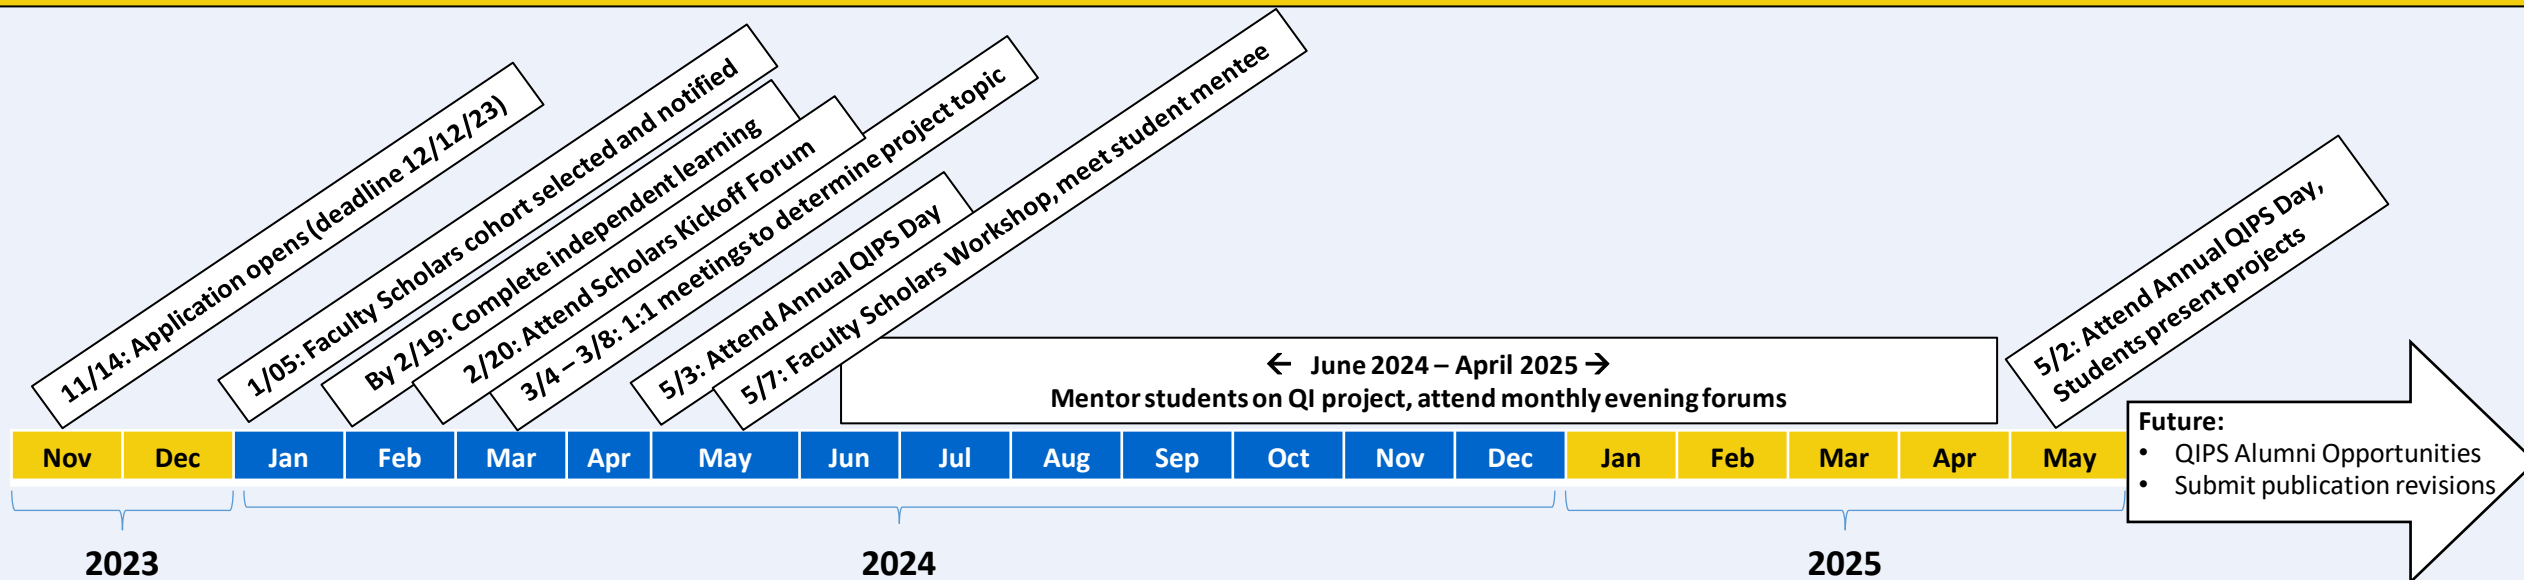 11/14: Application opens (deadline 12/12/23)
1/05: Faculty Scholars cohort selected and notified
By 2/19: Complete independent learning
2/20: Attend Scholars Kickoff Forum
3/4 – 3/8: 1:1 meetings to determine project topic
5/3: Attend Annual QIPS Day
5/7: Faculty Scholars Workshop, meet student mentee
← June 2024 – April 2025 →
Mentor students on QI project, attend monthly evening forums
5/2: Attend Annual QIPS Day,
Students present projects
Future:
• QIPS Alumni Opportunities
• Submit publication revisions
Nov Dec Jan Feb Mar Apr May Jun Jul Aug Sep Oct Nov Dec Jan Feb Mar Apr May
2023 2024 2025